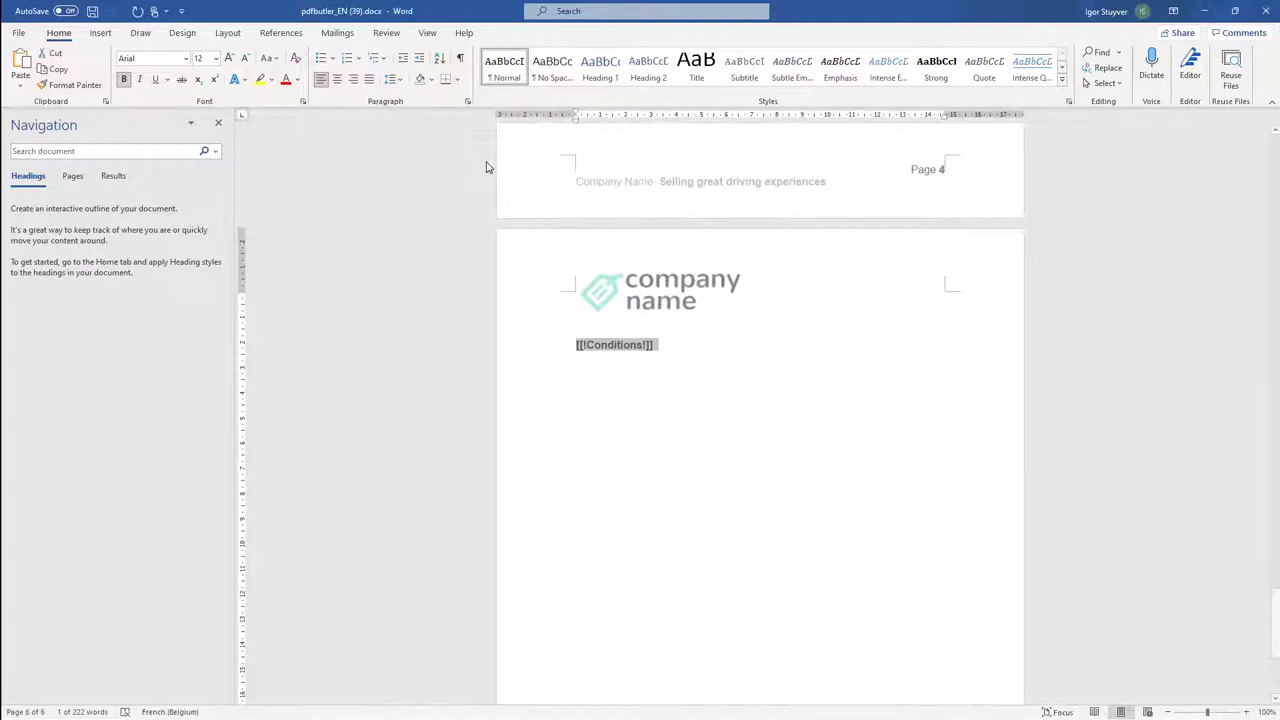 AutoSave Off
pdfbutler_EN (39).docx - Word
Search
Igor Stuyver IS
File Home Insert Draw Design Layout References Mailings Review View Help
Share Comments
Paste
Cut
Copy
Format Painter
Clipboard
Arial 12
Font
Paragraph
AaBbCcI AaBbCc AaBbCc AaBbCcD AaB AaBbCcI AaBbCcL AaBbCcL AaBbCcL AaBbCcI AaBbCcL AaBbCcL
¶ Normal ¶ No Spac... Heading 1 Heading 2 Title Subtitle Subtle Em... Emphasis Intense E... Strong Quote Intense Q...
Styles
Find
Replace
Select
Editing
Dictate
Voice
Editor
Editor
Reuse Files
Reuse Files
Navigation
Search document
Headings Pages Results
Create an interactive outline of your document.
It's a great way to keep track of where you are or quickly
move your content around.
To get started, go to the Home tab and apply Heading styles
to the headings in your document.
Page 4
Company Name Selling great driving experiences
company
name
[[!Conditions!]]
Page 6 of 6 1 of 222 words French (Belgium)
Focus
100%